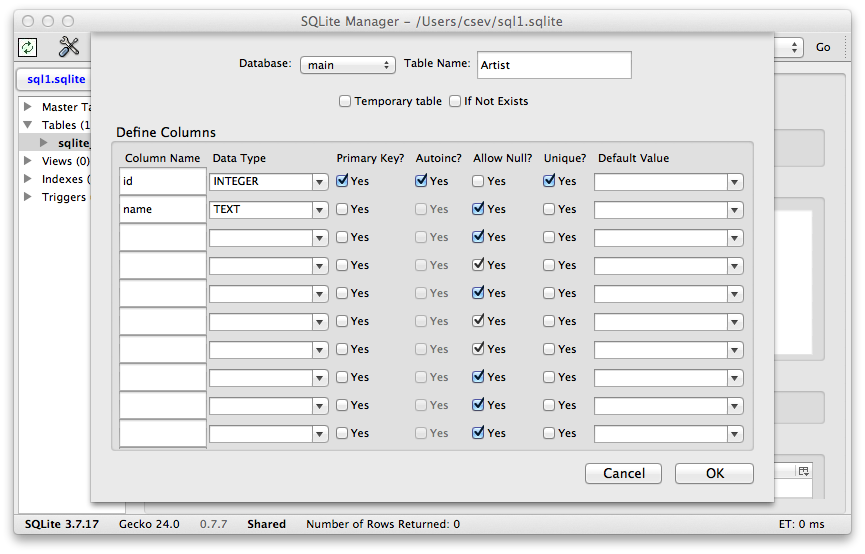 SQLite Manager - /Users/csev/sql1.sqlite
Go
sql1.sqlite
Database: main Table Name: Artist
Temporary table If Not Exists
Master Ta
Tables (1
sqlite_
Views (0)
Indexes (
Triggers
Define Columns
Column Name Data Type Primary Key? Autoinc? Allow Null? Unique? Default Value
id INTEGER Yes Yes Yes Yes
name TEXT Yes Yes Yes Yes
Yes Yes Yes Yes
Yes Yes Yes Yes
Yes Yes Yes Yes
Yes Yes Yes Yes
Yes Yes Yes Yes
Yes Yes Yes Yes
Yes Yes Yes Yes
Yes Yes Yes Yes
Cancel OK
SQLite 3.7.17 Gecko 24.0 0.7.7 Shared Number of Rows Returned: 0 ET: 0 ms